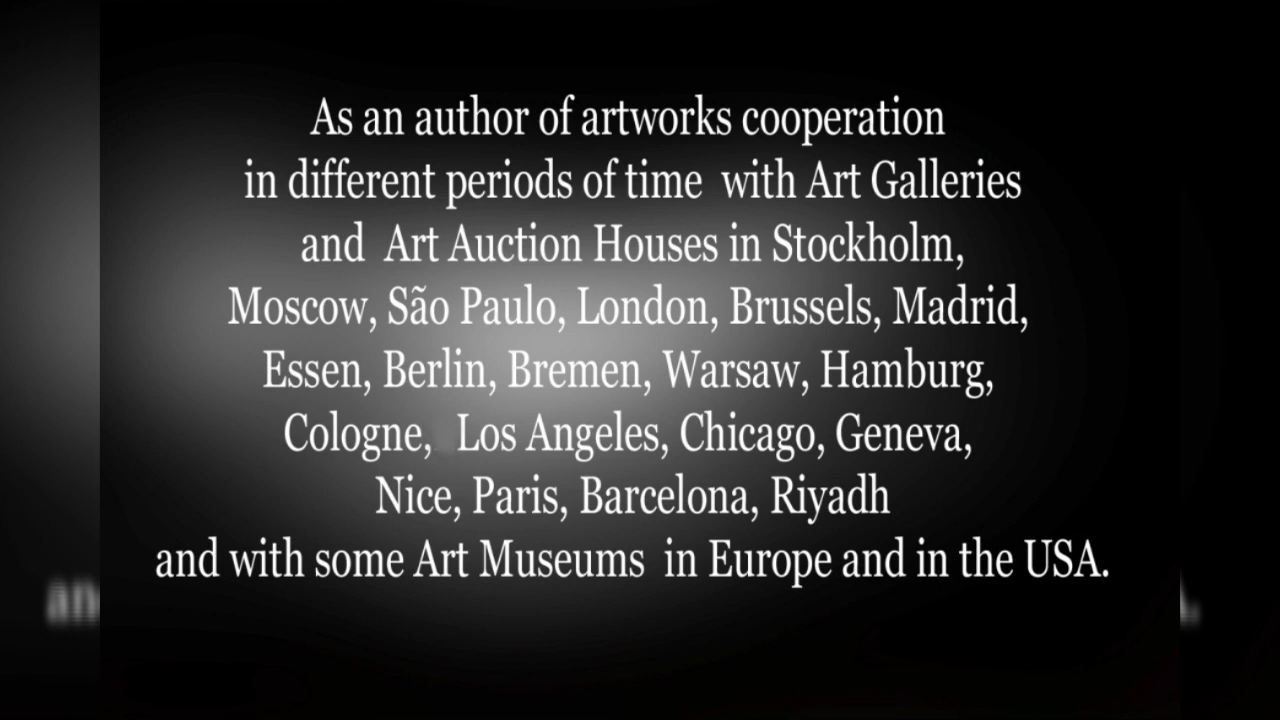 As an author of artworks cooperation
in different periods of time with Art Galleries
and Art Auction Houses in Stockholm,
Moscow, São Paulo, London, Brussels, Madrid,
Essen, Berlin, Bremen, Warsaw, Hamburg,
Cologne, Los Angeles, Chicago, Geneva,
Nice, Paris, Barcelona, Riyadh
and with some Art Museums in Europe and in the USA.